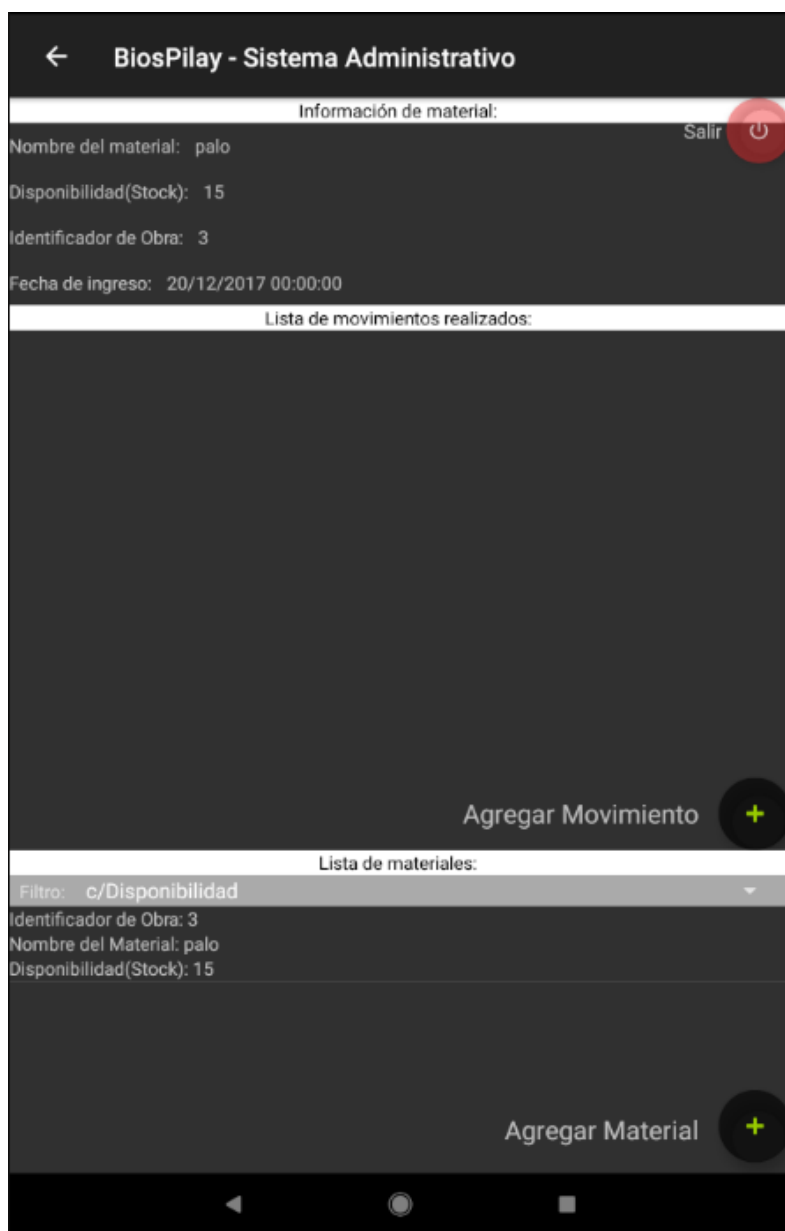 BiosPilay - Sistema Administrativo
Información de material:
Salir
Nombre del material: palo
Disponibilidad(Stock): 15
Identificador de Obra: 3
Fecha de ingreso: 20/12/2017 00:00:00
Lista de movimientos realizados:
Agregar Movimiento
Lista de materiales:
Filtro: c/Disponibilidad
Identificador de Obra: 3
Nombre del Material: palo
Disponibilidad(Stock): 15
Agregar Material